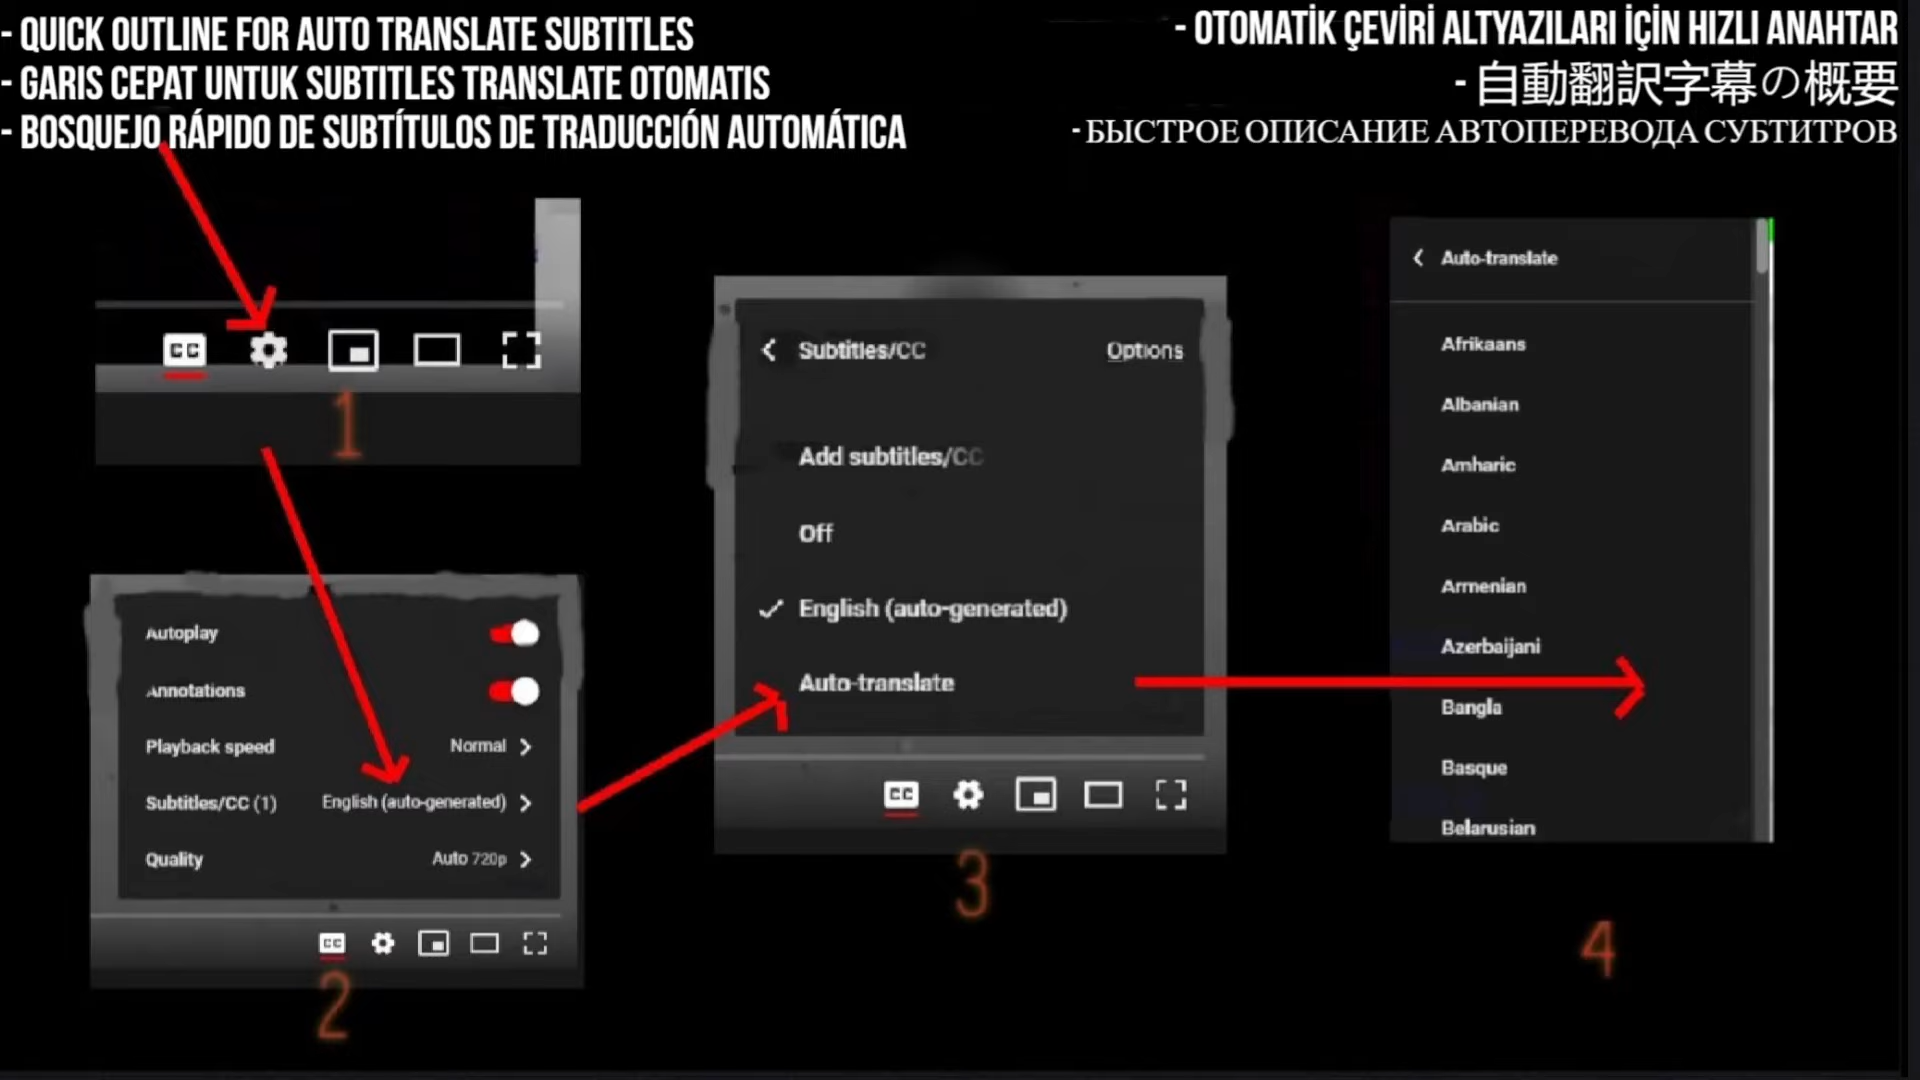 - QUICK OUTLINE FOR AUTO TRANSLATE SUBTITLES
- GARIS CEPAT UNTUK SUBTITLES TRANSLATE OTOMATIS
- BOSQUEJO RÁPIDO DE SUBTÍTULOS DE TRADUCCIÓN AUTOMÁTICA
- OTOMATİK ÇEVİRİ ALTYAZILARI İÇİN HIZLI ANAHTAR
- 自動翻訳字幕の概要
- БЫСТРОЕ ОПИСАНИЕ АВТОПЕРЕВОДА СУБТИТРОВ
CC
1
Autoplay
Annotations
Playback speed Normal
Subtitles/CC (1) English (auto-generated)
Quality Auto 720p
CC
2
Subtitles/CC Options
Add subtitles/CC
Off
English (auto-generated)
Auto-translate
CC
3
Auto-translate
Afrikaans
Albanian
Amharic
Arabic
Armenian
Azerbaijani
Bangla
Basque
Belarusian
4